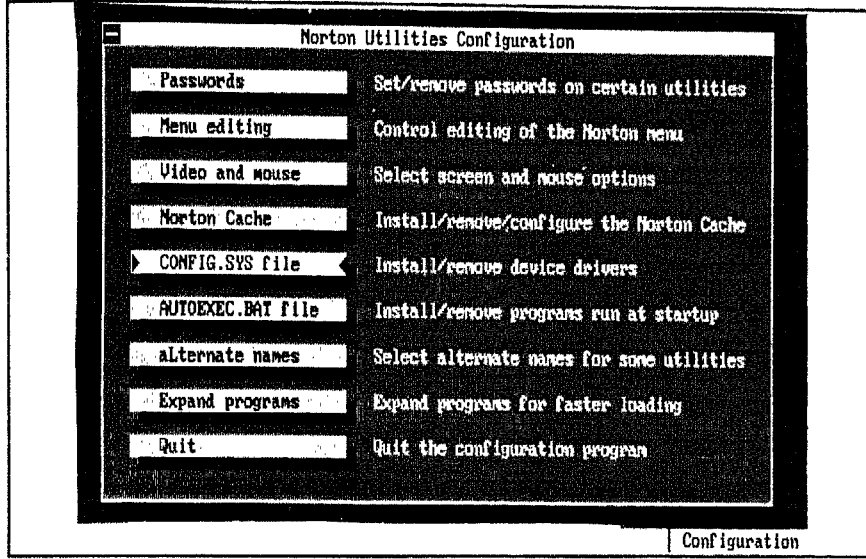 Norton Utilities Configuration
Passwords Set/remove passwords on certain utilities
Menu editing Control editing of the Norton menu
Video and mouse Select screen and mouse options
Norton Cache Install/remove/configure the Norton Cache
CONFIG.SYS file Install/remove device drivers
AUTOEXEC.BAT file Install/remove programs run at startup
aLternate names Select alternate names for some utilities
Expand programs Expand programs for faster loading
Quit Quit the configuration program
Configuration